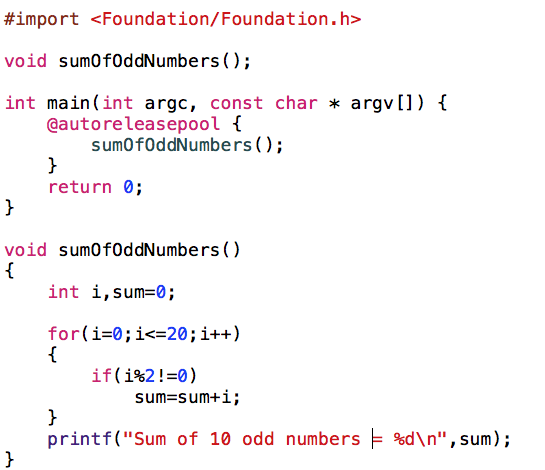 #import <Foundation/Foundation.h>

void sumOfOddNumbers();

int main(int argc, const char * argv[]) {
    @autoreleasepool {
        sumOfOddNumbers();
    }
    return 0;
}

void sumOfOddNumbers()
{
    int i,sum=0;

    for(i=0;i<=20;i++)
    {
        if(i%2!=0)
            sum=sum+i;
    }
    printf("Sum of 10 odd numbers = %d\n",sum);
}